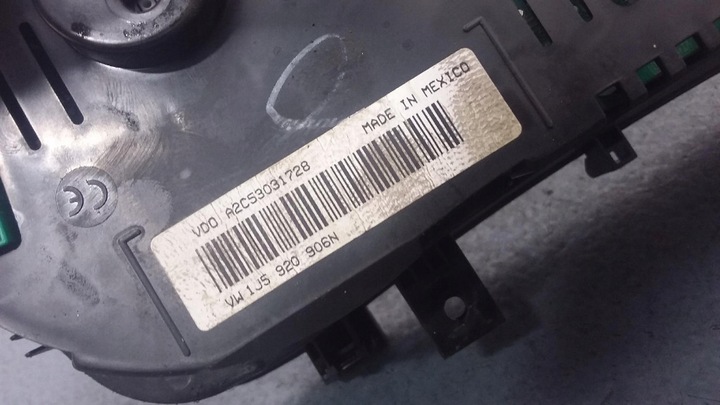 MADE IN MEXICO
VDO A2C53031728
VW 1J5 920 906N
CE